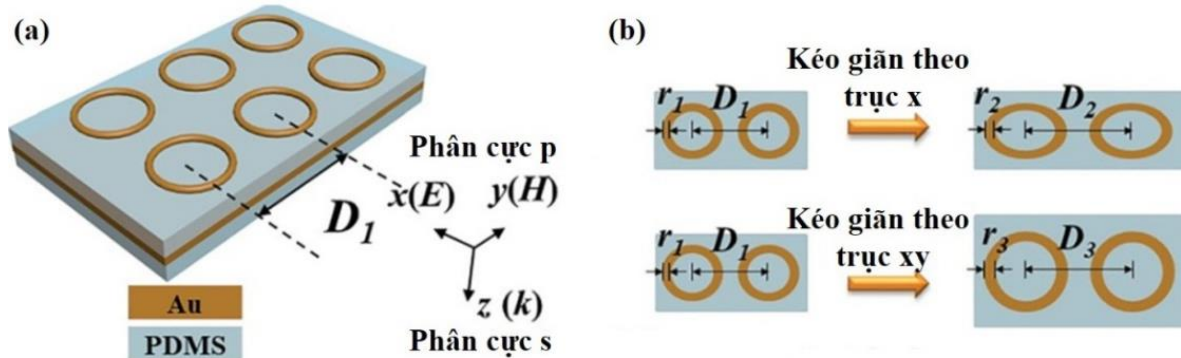 (a)
D1
Phân cực p
x(E)
y(H)
z (k)
Phân cực s
Au
PDMS
(b)
Kéo giãn theo
trục x
r1
D1
r2
D2
Kéo giãn theo
trục xy
r1
D1
r3
D3